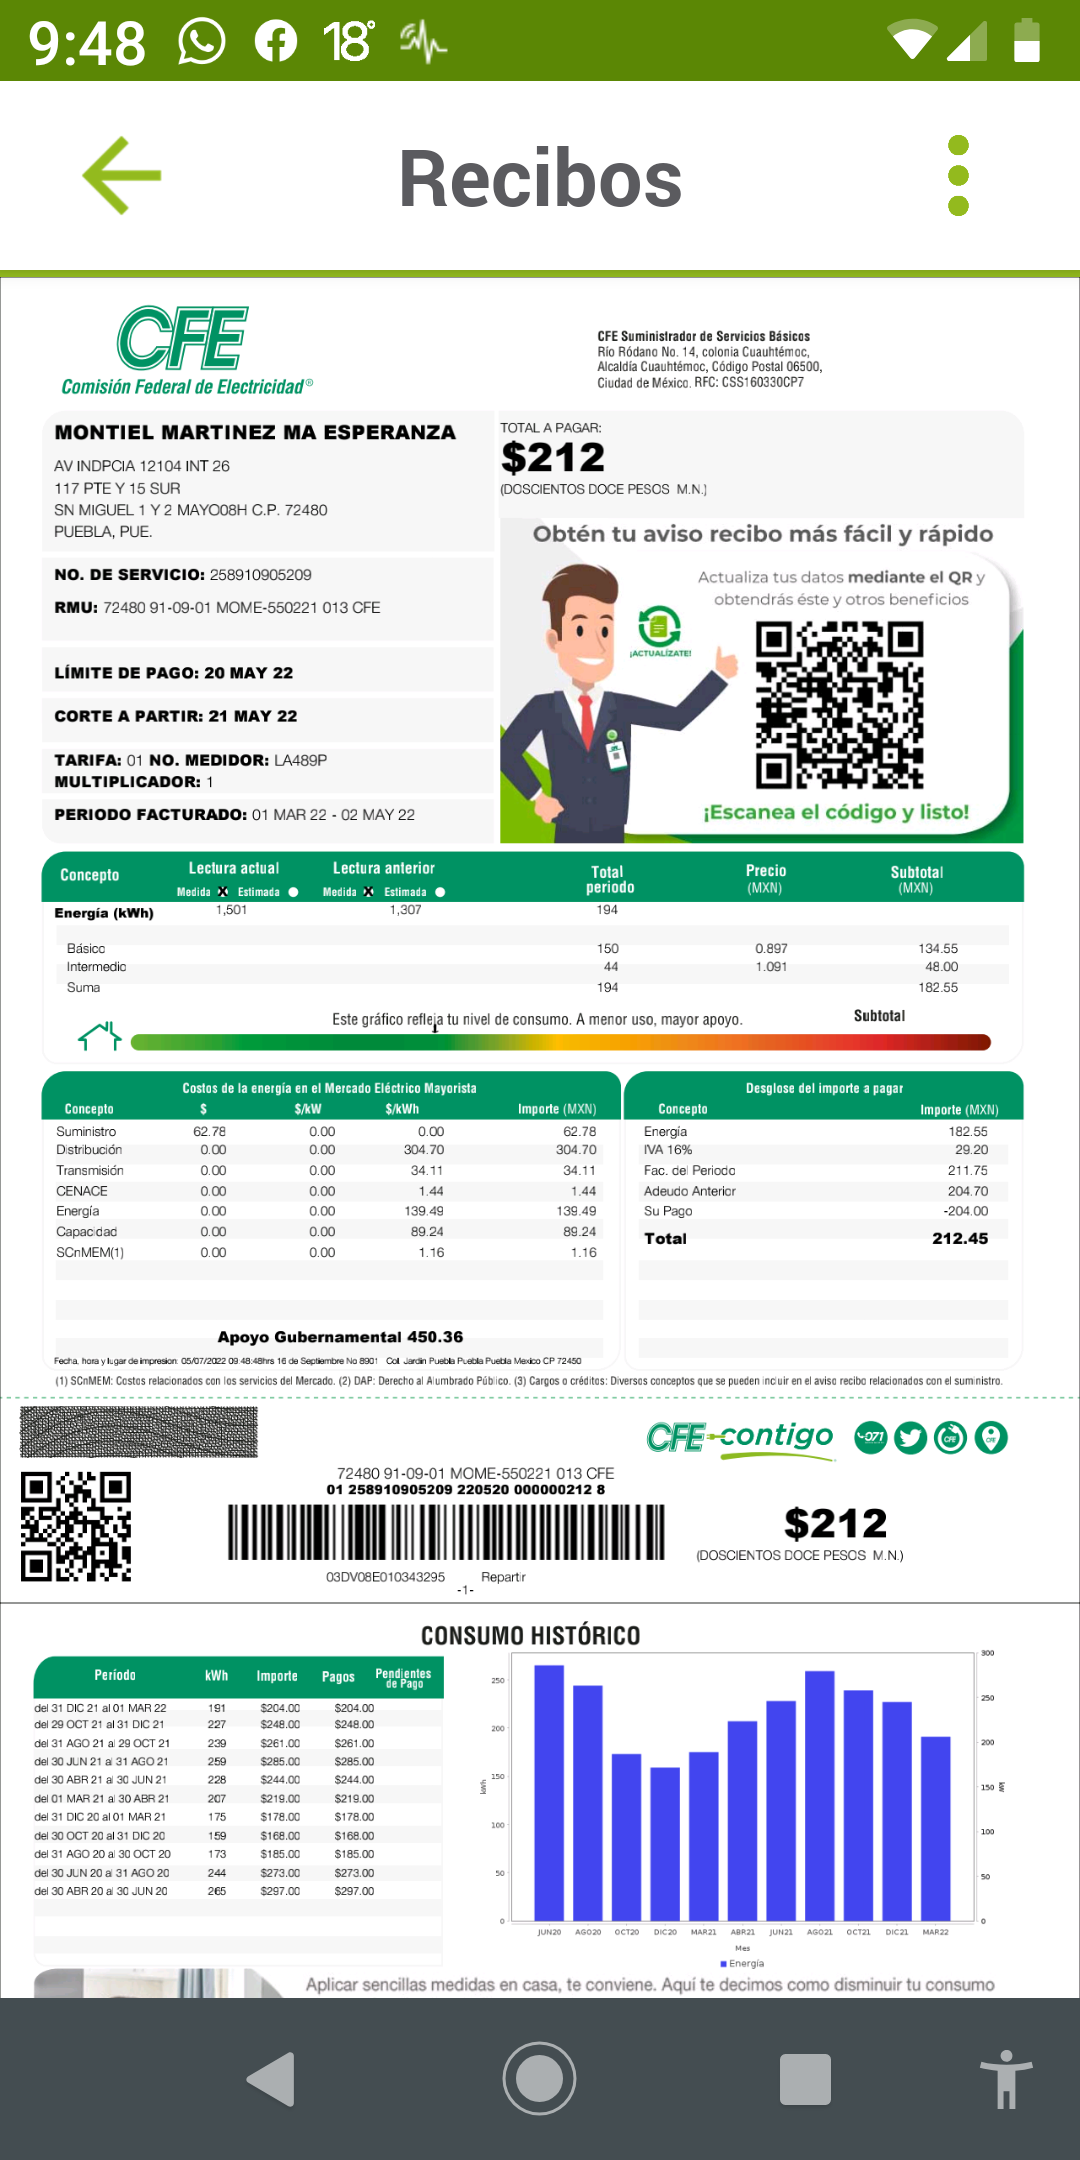 9:48 18°
Recibos
CFE
Comisión Federal de Electricidad®
CFE Suministrador de Servicios Básicos
Río Ródano No. 14, colonia Cuauhtémoc,
Alcaldía Cuauhtémoc, Código Postal 06500,
Ciudad de México. RFC: CSS160330CP7
MONTIEL MARTINEZ MA ESPERANZA
AV INDPCIA 12104 INT 26
117 PTE Y 15 SUR
SN MIGUEL 1 Y 2 MAYO08H C.P. 72480
PUEBLA, PUE.
TOTAL A PAGAR:
$212
(DOSCIENTOS DOCE PESOS M.N.)
NO. DE SERVICIO: 258910905209
RMU: 72480 91-09-01 MOME-550221 013 CFE
LÍMITE DE PAGO: 20 MAY 22
CORTE A PARTIR: 21 MAY 22
TARIFA: 01 NO. MEDIDOR: LA489P
MULTIPLICADOR: 1
PERIODO FACTURADO: 01 MAR 22 - 02 MAY 22
Obtén tu aviso recibo más fácil y rápido
Actualiza tus datos mediante el QR y
obtendrás éste y otros beneficios
¡ACTUALÍZATE!
¡Escanea el código y listo!
Concepto Lectura actual Lectura anterior Total periodo Precio (MXN) Subtotal (MXN)
Medida X Estimada Medida X Estimada
Energía (kWh) 1,501 1,307 194
Básico 150 0.897 134.55
Intermedio 44 1.091 48.00
Suma 194 182.55
Este gráfico refleja tu nivel de consumo. A menor uso, mayor apoyo. Subtotal
Costos de la energía en el Mercado Eléctrico Mayorista
Concepto $ $/kW $/kWh Importe (MXN)
Suministro 62.78 0.00 0.00 62.78
Distribución 0.00 0.00 304.70 304.70
Transmisión 0.00 0.00 34.11 34.11
CENACE 0.00 0.00 1.44 1.44
Energía 0.00 0.00 139.49 139.49
Capacidad 0.00 0.00 89.24 89.24
SCnMEM(1) 0.00 0.00 1.16 1.16
Apoyo Gubernamental 450.36
Fecha, hora y lugar de impresion: 05/07/2022 09:48:48hrs 16 de Septiembre No 8901 Col. Jardin Puebla Puebla Puebla Mexico CP 72450
Desglose del importe a pagar
Concepto Importe (MXN)
Energía 182.55
IVA 16% 29.20
Fac. del Periodo 211.75
Adeudo Anterior 204.70
Su Pago -204.00
Total 212.45
(1) SCnMEM: Costos relacionados con los servicios del Mercado. (2) DAP: Derecho al Alumbrado Público. (3) Cargos o créditos: Diversos conceptos que se pueden incluir en el aviso recibo relacionados con el suministro.
CFE contigo 071 CFE CFE
72480 91-09-01 MOME-550221 013 CFE
01 258910905209 220520 000000212 8
03DV08E010343295 Repartir
-1-
$212
(DOSCIENTOS DOCE PESOS M.N.)
CONSUMO HISTÓRICO
Período kWh Importe Pagos Pendientes de Pago
del 31 DIC 21 al 01 MAR 22 191 $204.00 $204.00
del 29 OCT 21 al 31 DIC 21 227 $248.00 $248.00
del 31 AGO 21 al 29 OCT 21 239 $261.00 $261.00
del 30 JUN 21 al 31 AGO 21 259 $285.00 $285.00
del 30 ABR 21 al 30 JUN 21 228 $244.00 $244.00
del 01 MAR 21 al 30 ABR 21 207 $219.00 $219.00
del 31 DIC 20 al 01 MAR 21 175 $178.00 $178.00
del 30 OCT 20 al 31 DIC 20 159 $168.00 $168.00
del 31 AGO 20 al 30 OCT 20 173 $185.00 $185.00
del 30 JUN 20 al 31 AGO 20 244 $273.00 $273.00
del 30 ABR 20 al 30 JUN 20 265 $297.00 $297.00
300
250 250
200 200
150 150
100 100
50 50
0 0
kWh kW
JUN20 AGO20 OCT20 DIC20 MAR21 ABR21 JUN21 AGO21 OCT21 DIC21 MAR22
Mes
Energía
Aplicar sencillas medidas en casa, te conviene. Aquí te decimos como disminuir tu consumo